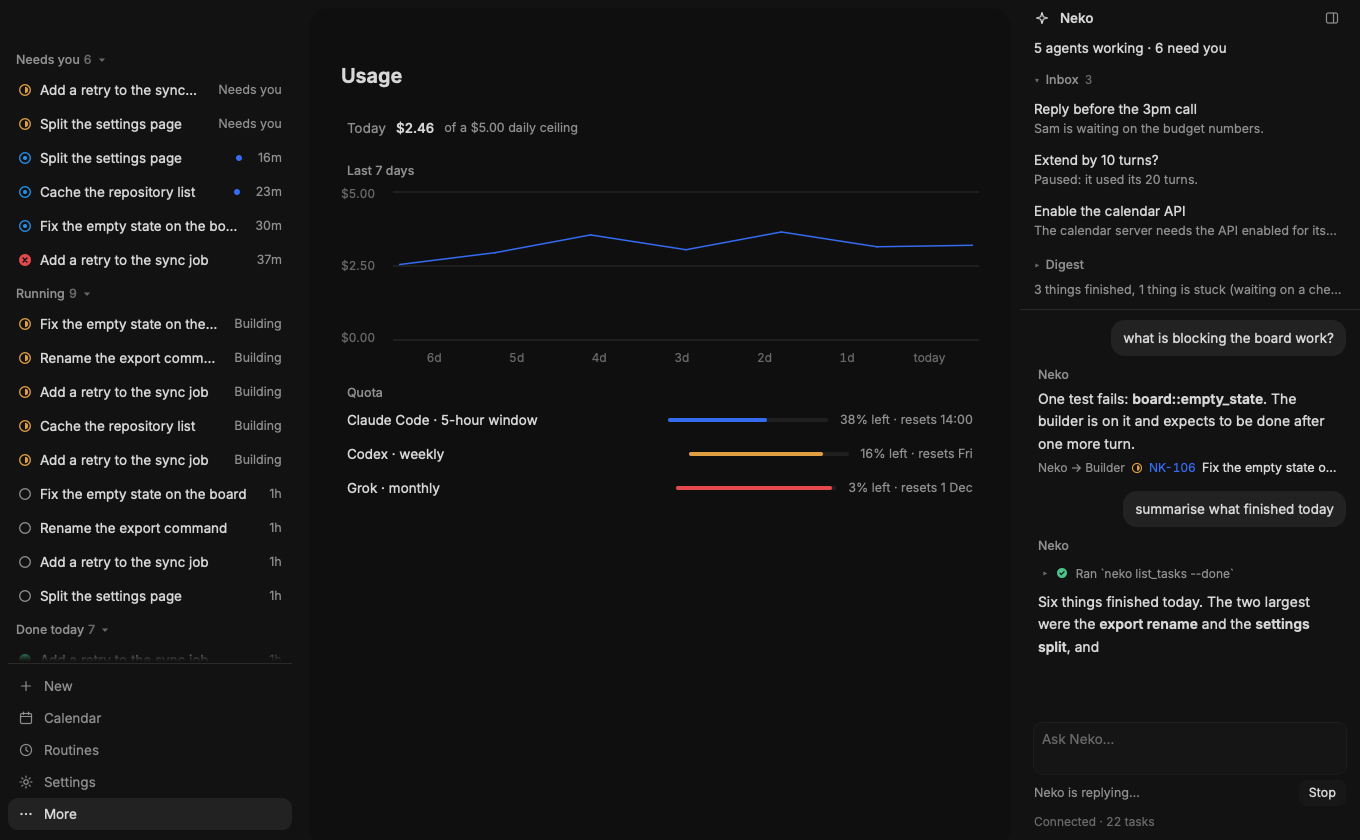 Needs you 6
Add a retry to the sync... Needs you
Split the settings page Needs you
Split the settings page 16m
Cache the repository list 23m
Fix the empty state on the bo... 30m
Add a retry to the sync job 37m
Running 9
Fix the empty state on the... Building
Rename the export comm... Building
Add a retry to the sync job Building
Cache the repository list Building
Add a retry to the sync job Building
Fix the empty state on the board 1h
Rename the export command 1h
Add a retry to the sync job 1h
Split the settings page 1h
Done today 7
Add a retry to the sync job 1h
New
Calendar
Routines
Settings
More
Usage
Today $2.46 of a $5.00 daily ceiling
Last 7 days
$5.00
$2.50
$0.00
6d 5d 4d 3d 2d 1d today
Quota
Claude Code · 5-hour window 38% left · resets 14:00
Codex · weekly 16% left · resets Fri
Grok · monthly 3% left · resets 1 Dec
Neko
5 agents working · 6 need you
Inbox 3
Reply before the 3pm call
Sam is waiting on the budget numbers.
Extend by 10 turns?
Paused: it used its 20 turns.
Enable the calendar API
The calendar server needs the API enabled for its...
Digest
3 things finished, 1 thing is stuck (waiting on a che...
what is blocking the board work?
Neko
One test fails: board::empty_state. The
builder is on it and expects to be done after
one more turn.
Neko → Builder NK-106 Fix the empty state o...
summarise what finished today
Neko
Ran `neko list_tasks --done`
Six things finished today. The two largest
were the export rename and the settings
split, and
Ask Neko...
Neko is replying... Stop
Connected · 22 tasks